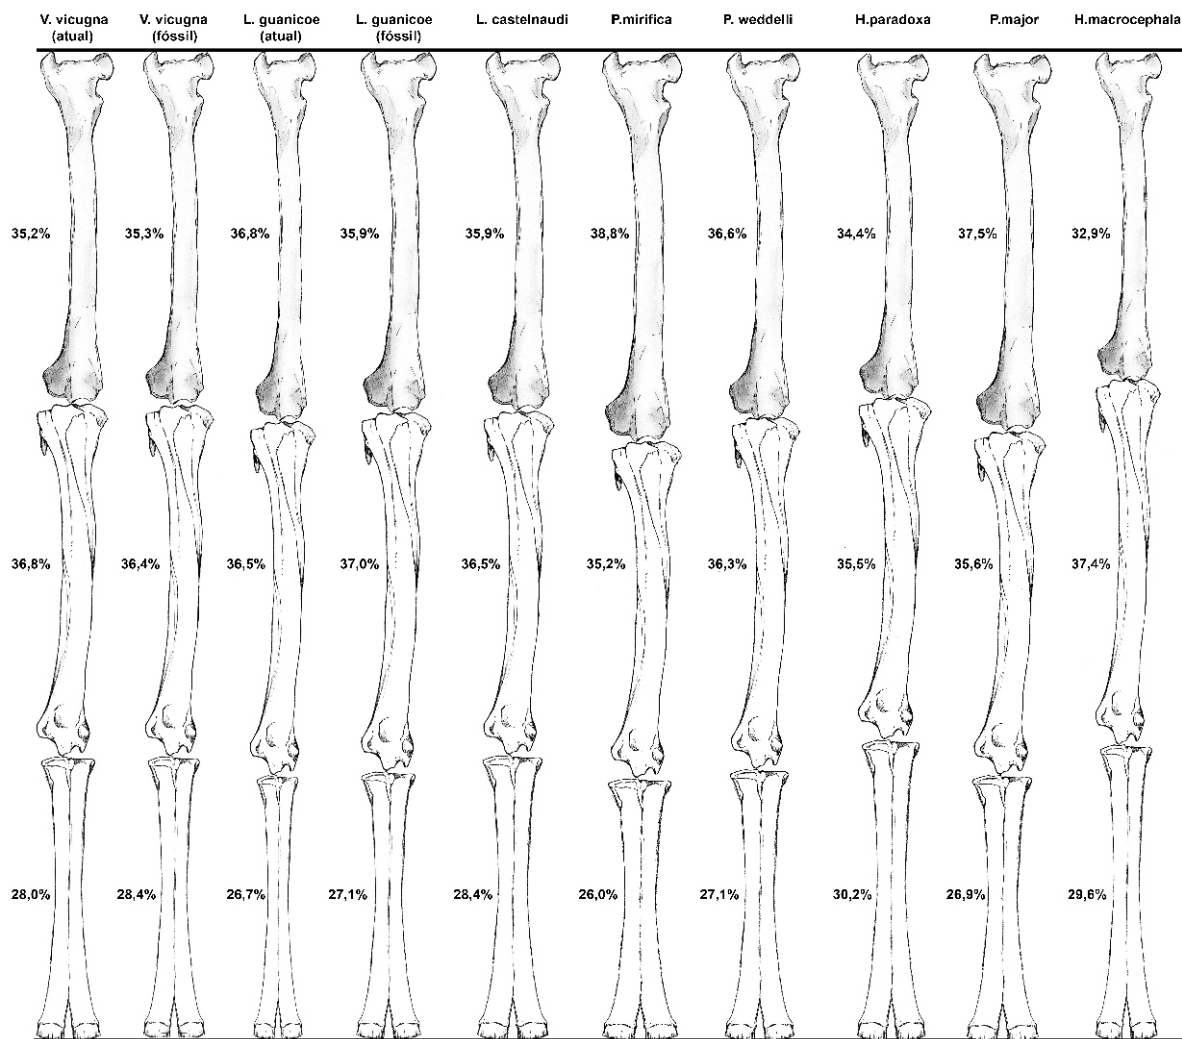 V. vicugna (atual)
V. vicugna (fóssil)
L. guanicoe (atual)
L. guanicoe (fóssil)
L. castelnaudi
P.mirifica
P. weddelli
H.paradoxa
P.major
H.macrocephala
35,2% 35,3% 36,8% 35,9% 35,9% 38,8% 36,6% 34,4% 37,5% 32,9%
36,8% 36,4% 36,5% 37,0% 36,5% 35,2% 36,3% 35,5% 35,6% 37,4%
28,0% 28,4% 26,7% 27,1% 28,4% 26,0% 27,1% 30,2% 26,9% 29,6%